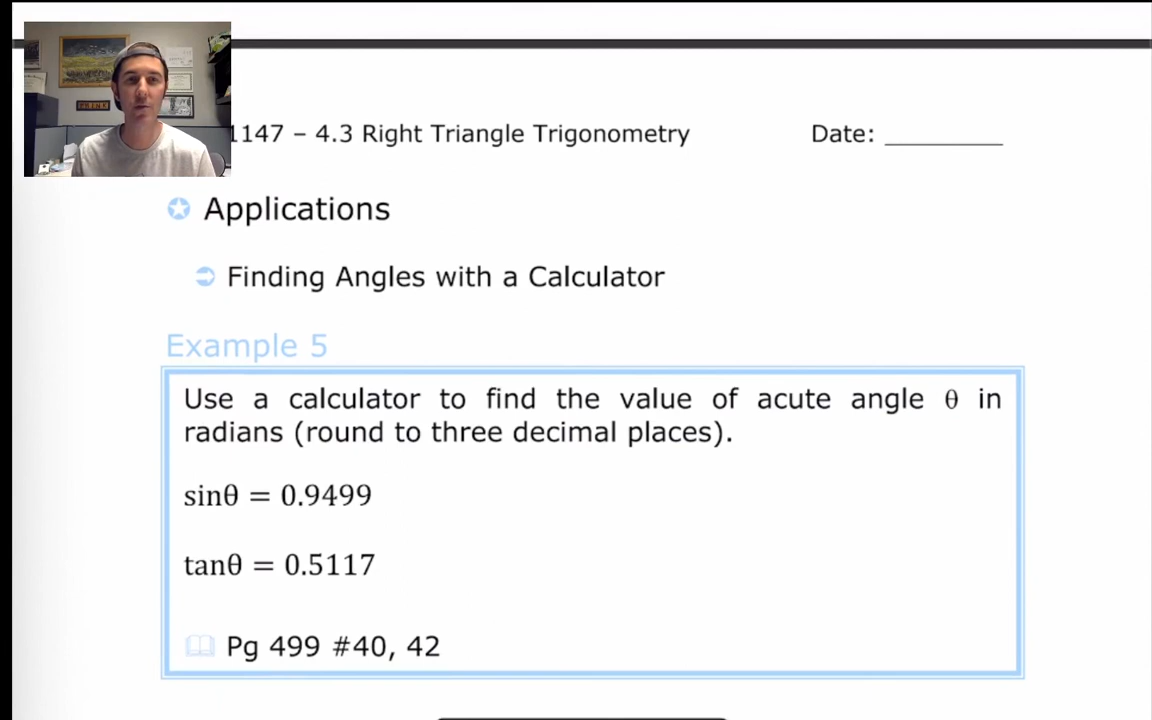 1147 – 4.3 Right Triangle Trigonometry Date: __________
Applications
Finding Angles with a Calculator
Example 5
Use a calculator to find the value of acute angle θ in
radians (round to three decimal places).
sinθ = 0.9499
tanθ = 0.5117
Pg 499 #40, 42